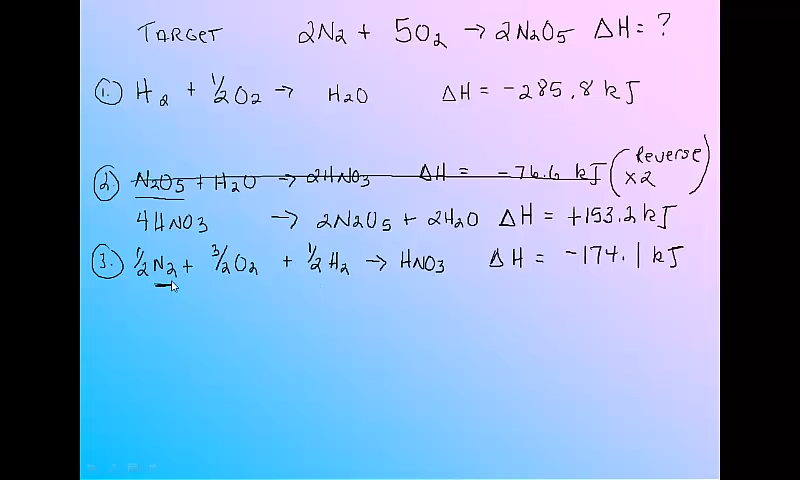 TARGET 2N2 + 5O2 → 2N2O5 ΔH = ?
1. H2 + 1/2O2 → H2O ΔH = -285.8 kJ
2. N2O5 + H2O → 2HNO3 ΔH = -76.6 kJ (Reverse x2)
4HNO3 → 2N2O5 + 2H2O ΔH = +153.2 kJ
3. 1/2N2 + 3/2O2 + 1/2H2 → HNO3 ΔH = -174.1 kJ